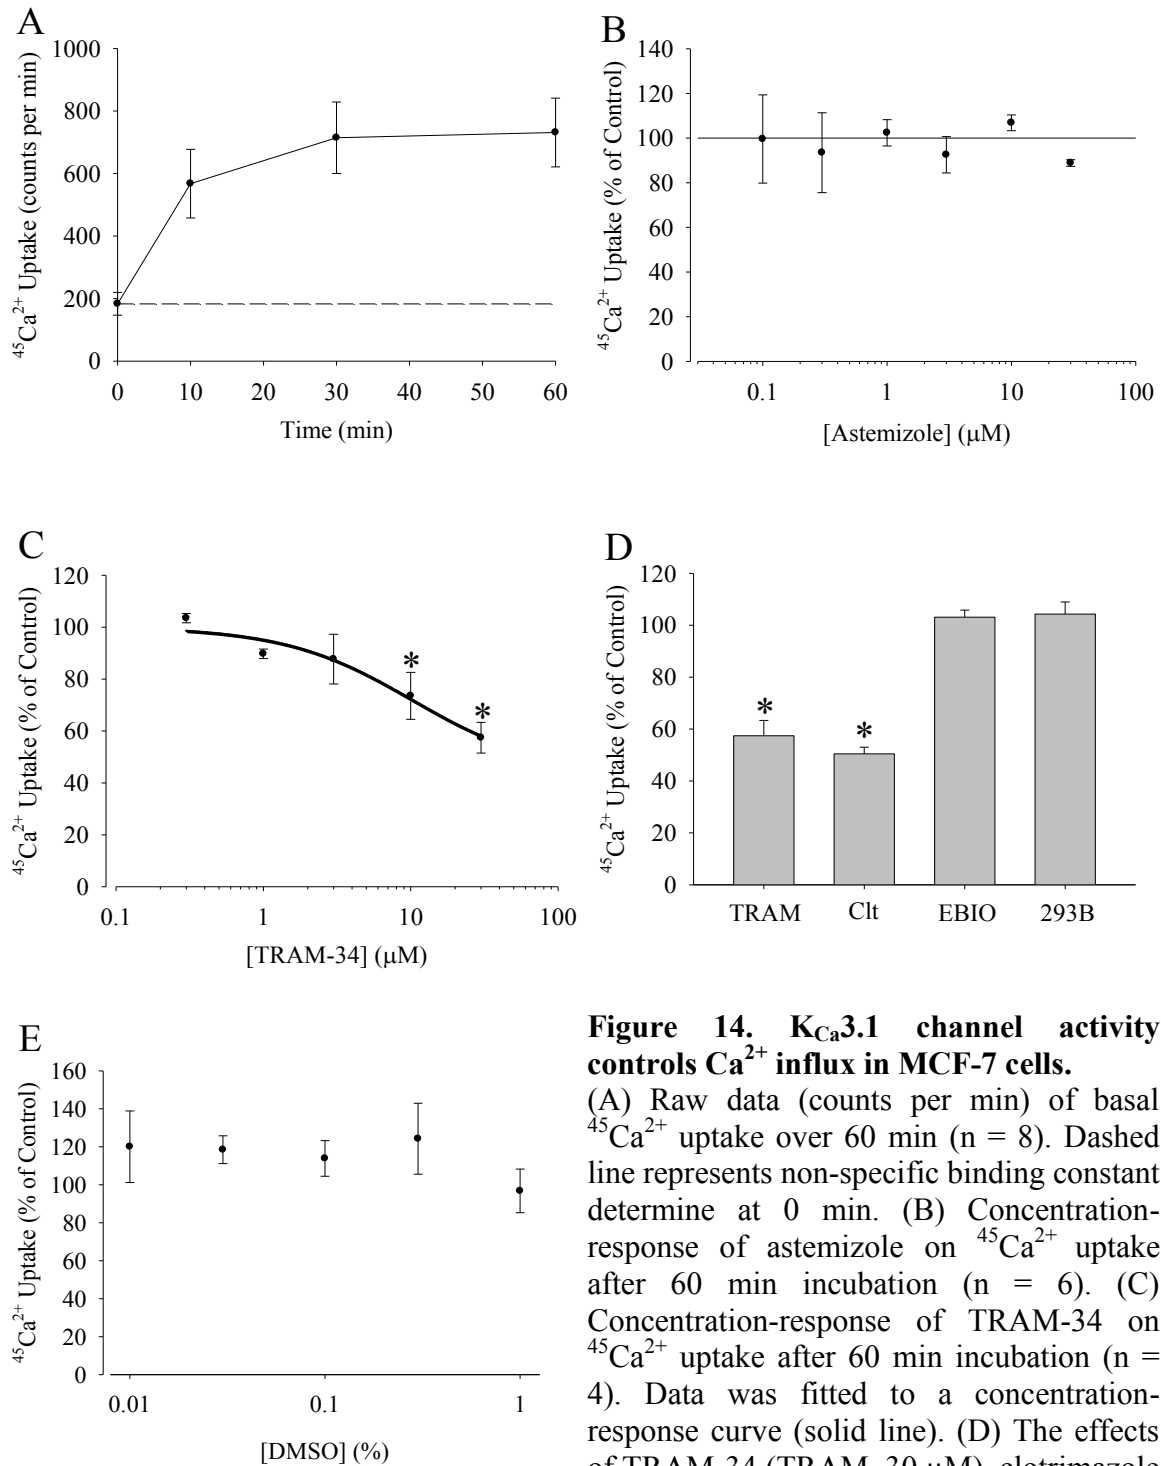 A
1000
800
600
400
200
0
⁴⁵Ca²⁺ Uptake (counts per min)
0 10 20 30 40 50 60
Time (min)
B
140
120
100
80
60
40
20
0
⁴⁵Ca²⁺ Uptake (% of Control)
0.1 1 10 100
[Astemizole] (μM)
C
120
100
80
60
40
20
0
⁴⁵Ca²⁺ Uptake (% of Control)
* *
0.1 1 10 100
[TRAM-34] (μM)
D
120
100
80
60
40
20
0
⁴⁵Ca²⁺ Uptake (% of Control)
* *
TRAM Clt EBIO 293B
E
160
140
120
100
80
60
40
20
0
⁴⁵Ca²⁺ Uptake (% of Control)
0.01 0.1 1
[DMSO] (%)
Figure 14. K_Ca3.1 channel activity
controls Ca²⁺ influx in MCF-7 cells.
(A) Raw data (counts per min) of basal
⁴⁵Ca²⁺ uptake over 60 min (n = 8). Dashed
line represents non-specific binding constant
determine at 0 min. (B) Concentration-
response of astemizole on ⁴⁵Ca²⁺ uptake
after 60 min incubation (n = 6). (C)
Concentration-response of TRAM-34 on
⁴⁵Ca²⁺ uptake after 60 min incubation (n =
4). Data was fitted to a concentration-
response curve (solid line). (D) The effects
of TRAM-34 (TRAM, 30 μM), clotrimazole